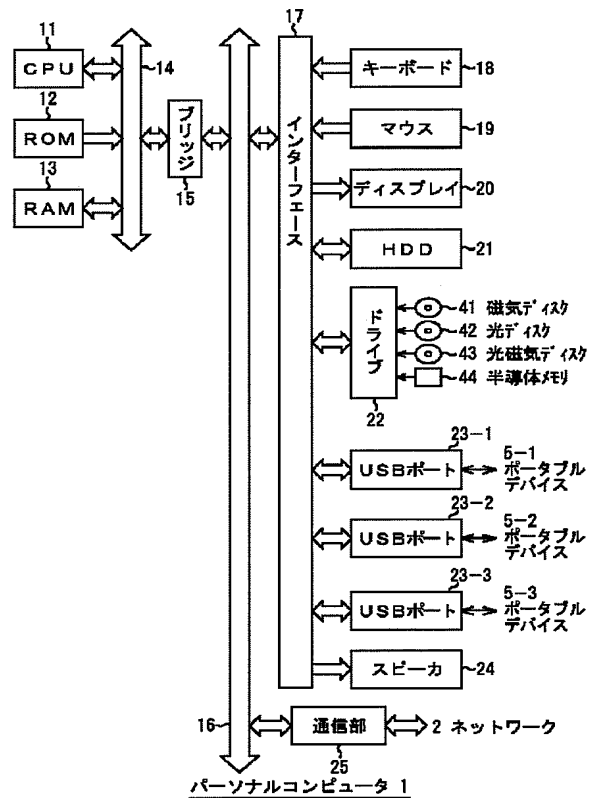 17
11
CPU
14
12
ROM
13
RAM
ブリッジ
15
インターフェース
キーボード
18
マウス
19
ディスプレイ
20
HDD
21
ドライブ
22
41 磁気ディスク
42 光ディスク
43 光磁気ディスク
44 半導体メモリ
23-1
USBポート
5-1
ポータブル
デバイス
23-2
USBポート
5-2
ポータブル
デバイス
23-3
USBポート
5-3
ポータブル
デバイス
スピーカ
24
16
通信部
25
2 ネットワーク
パーソナルコンピュータ 1